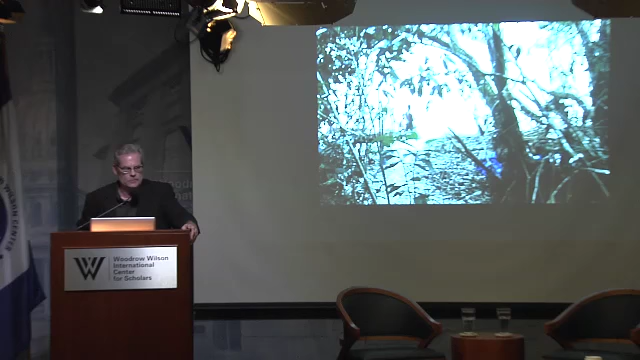 Woodrow Wilson
International
Center
for Scholars